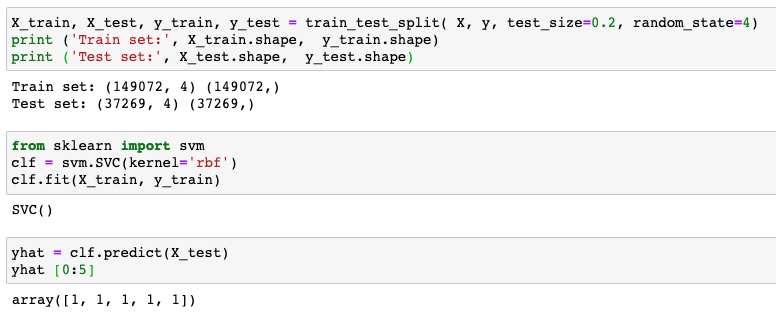 X_train, X_test, y_train, y_test = train_test_split( X, y, test_size=0.2, random_state=4)
print ('Train set:', X_train.shape,  y_train.shape)
print ('Test set:', X_test.shape,  y_test.shape)
Train set: (149072, 4) (149072,)
Test set: (37269, 4) (37269,)
from sklearn import svm
clf = svm.SVC(kernel='rbf')
clf.fit(X_train, y_train)
SVC()
yhat = clf.predict(X_test)
yhat [0:5]
array([1, 1, 1, 1, 1])